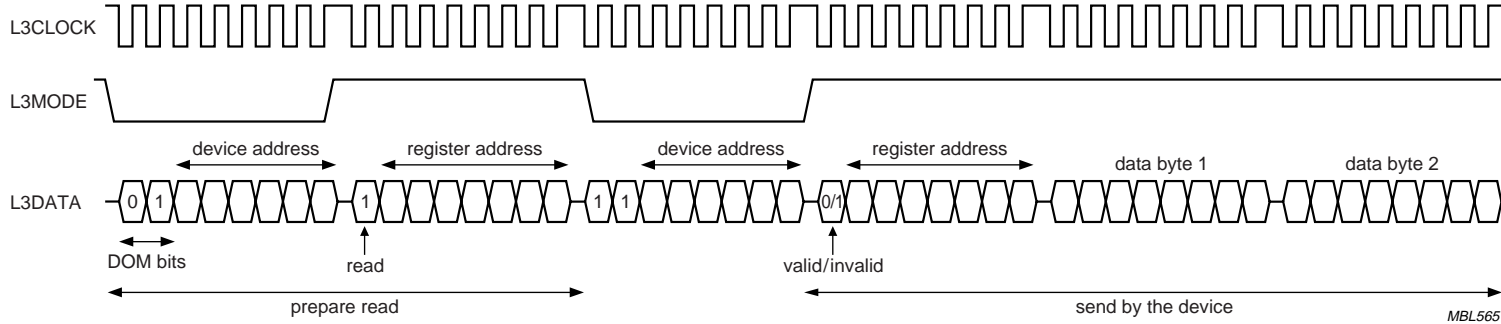 L3CLOCK
L3MODE
device address
register address
device address
register address
data byte 1
data byte 2
L3DATA
0 1 1 1 1 0/1
DOM bits
read
valid/invalid
prepare read
send by the device
MBL565